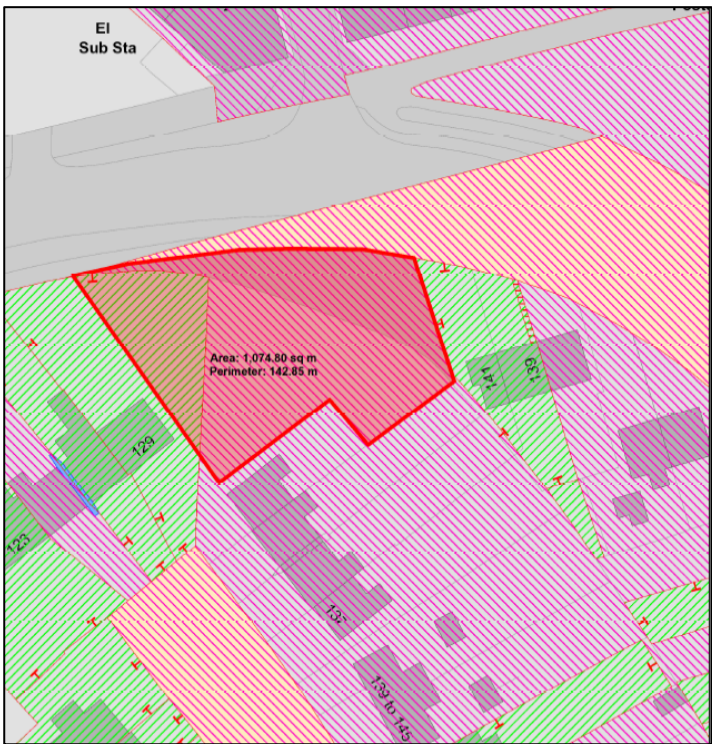 El
Sub Sta
Area: 1,074.80 sq m
Perimeter: 142.85 m
141
139
129
123
137
139 to 145